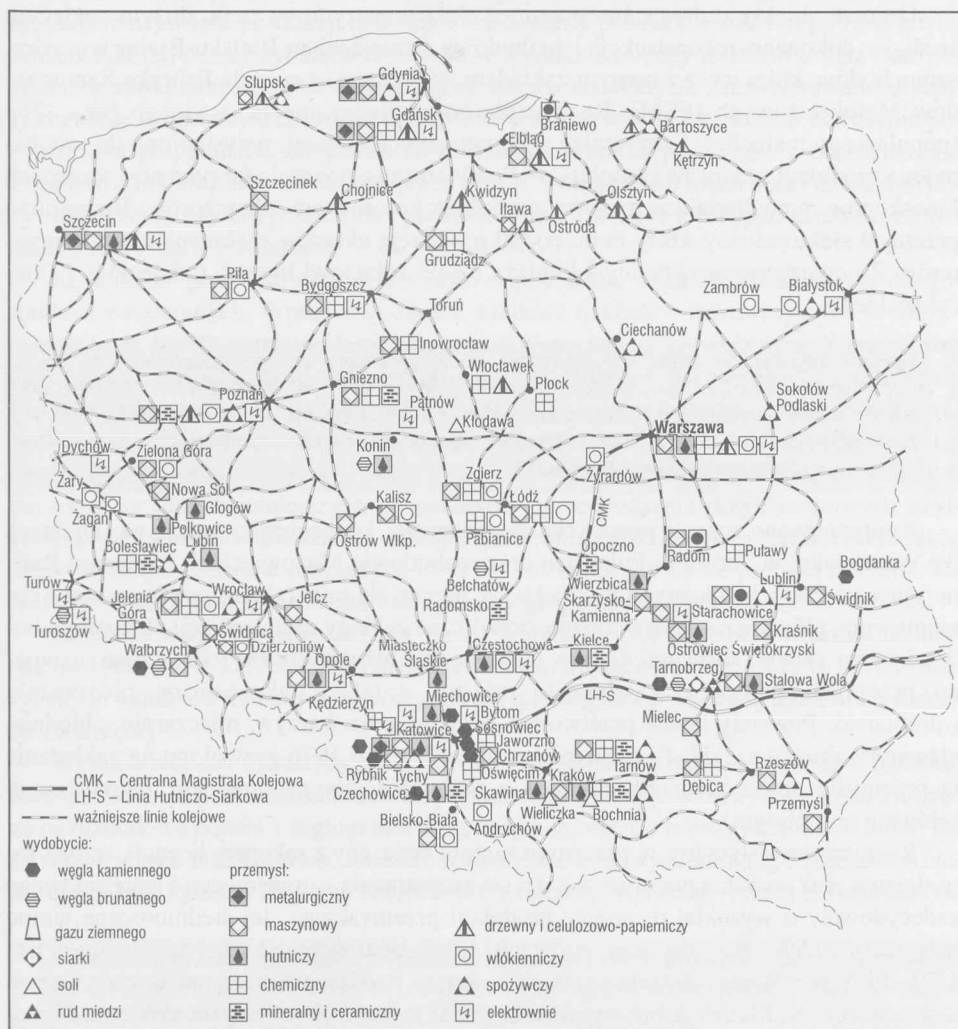 Słupsk
Gdynia
Gdańsk
Braniewo
Bartoszyce
Elbląg
Kętrzyn
Szczecinek
Chojnice
Kwidzyn
Olsztyn
Szczecin
Iława
Ostróda
Grudziądz
Piła
Bydgoszcz
Zambrów
Białystok
Toruń
Ciechanów
Inowrocław
Gniezno
Włocławek
Płock
Poznań
Pątnów
Sokołów
Podlaski
Kłodawa
Warszawa
Dychów
Zielona Góra
Konin
Żyrardów
Żary
Nowa Sól
Zgierz
Żagań
Głogów
Kalisz
Łódź
CMK
Polkowice
Ostrów Wlkp.
Pabianice
Bolesławiec
Lubin
Opoczno
Radom
Puławy
Bogdanka
Turów
Wrocław
Bełchatów
Wierzbica
Lublin
Jelenia
Góra
Jelcz
Radomsko
Skarżysko
Kamienna
Starachowice
Świdnik
Turoszów
Świdnica
Miasteczko
Śląskie
Częstochowa
Kielce
Kraśnik
Wałbrzych
Dzierżoniów
Ostrowiec Świętokrzyski
Opole
Tarnobrzeg
Kędzierzyn
Miechowice
LH-S
Stalowa Wola
Bytom
Mielec
Katowice
Sosnowiec
Jaworzno
Chrzanów
Rybnik
Tychy
Oświęcim
Kraków
Tarnów
Rzeszów
Czechowice
Skawina
Dębica
Wieliczka
Bochnia
Przemyśl
Bielsko-Biała
Andrychów
CMK – Centralna Magistrala Kolejowa
LH-S – Linia Hutniczo-Siarkowa
ważniejsze linie kolejowe
wydobycie:
węgla kamiennego
węgla brunatnego
gazu ziemnego
siarki
soli
rud miedzi
przemysł:
metalurgiczny
maszynowy
hutniczy
chemiczny
mineralny i ceramiczny
drzewny i celulozowo-papierniczy
włókienniczy
spożywczy
elektrownie